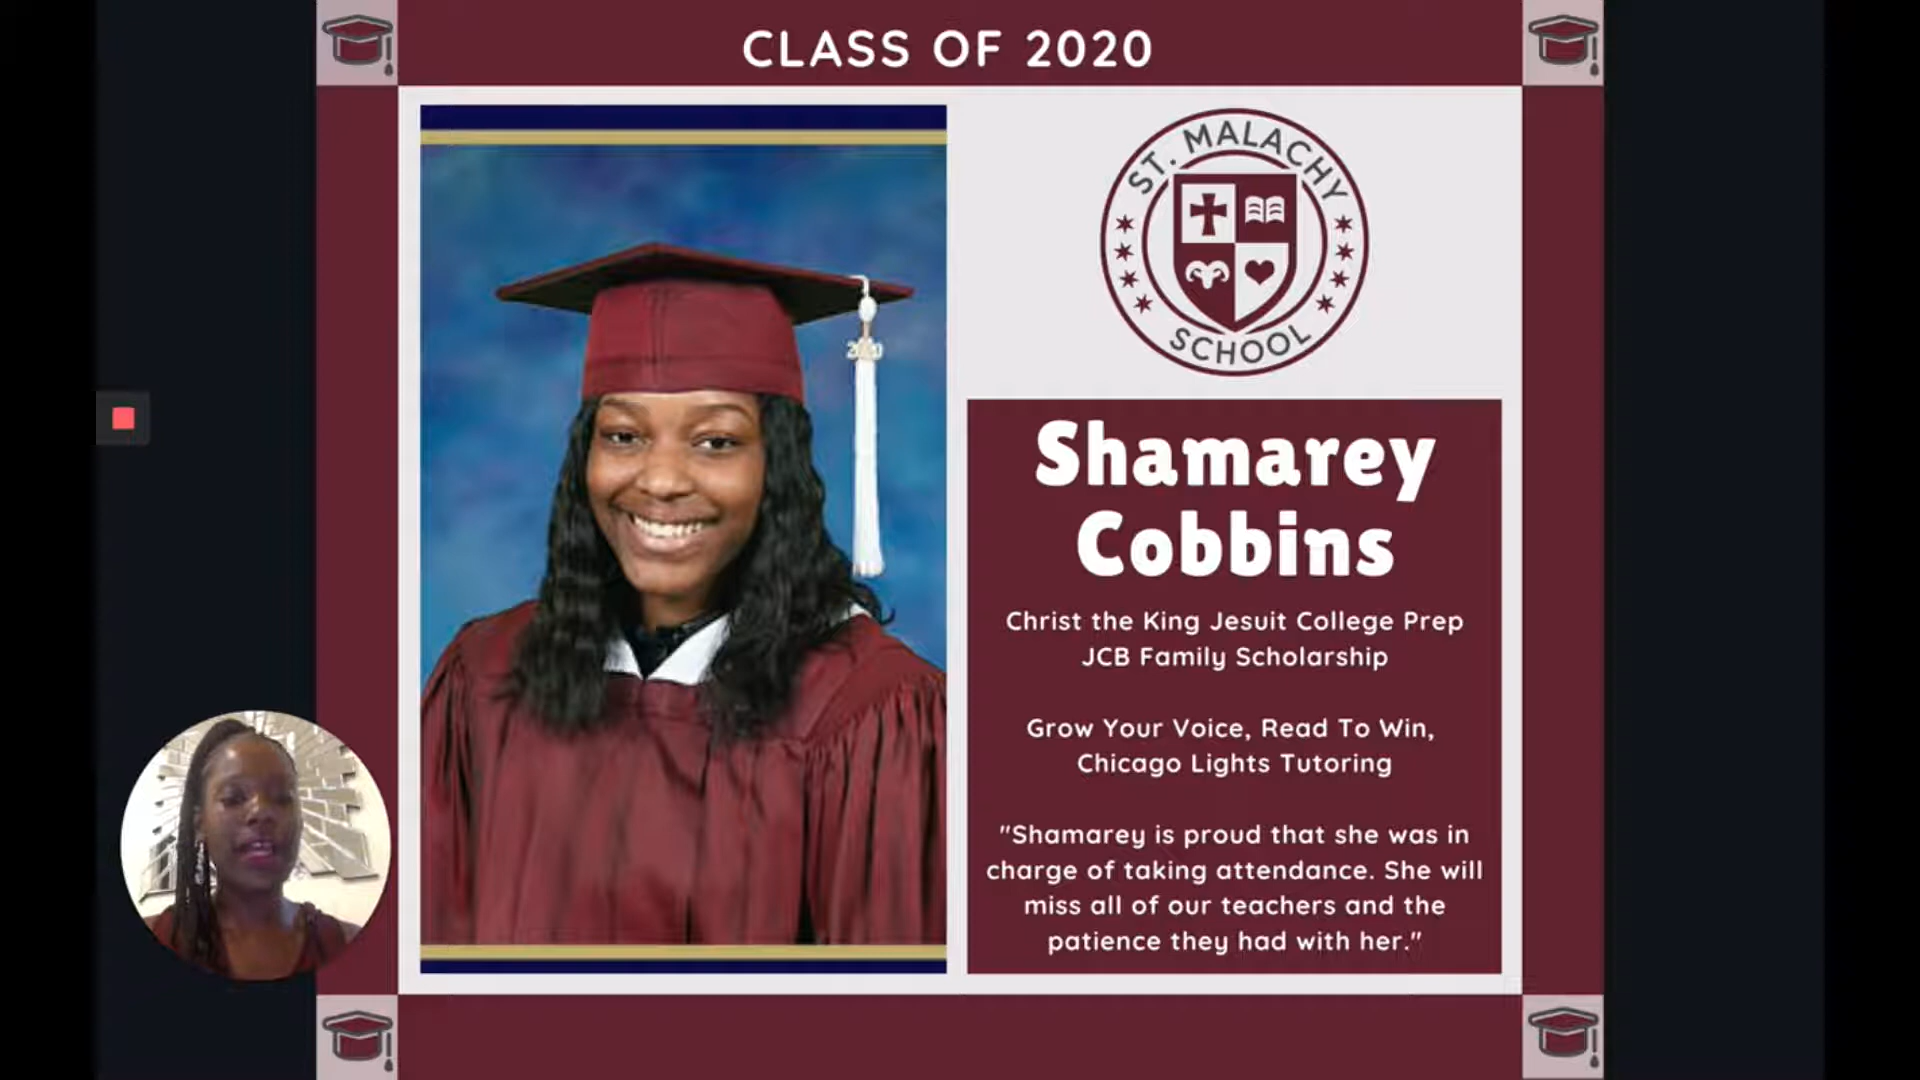 CLASS OF 2020
ST. MALACHY
SCHOOL
2020
Shamarey
Cobbins
Christ the King Jesuit College Prep
JCB Family Scholarship
Grow Your Voice, Read To Win,
Chicago Lights Tutoring
"Shamarey is proud that she was in
charge of taking attendance. She will
miss all of our teachers and the
patience they had with her."